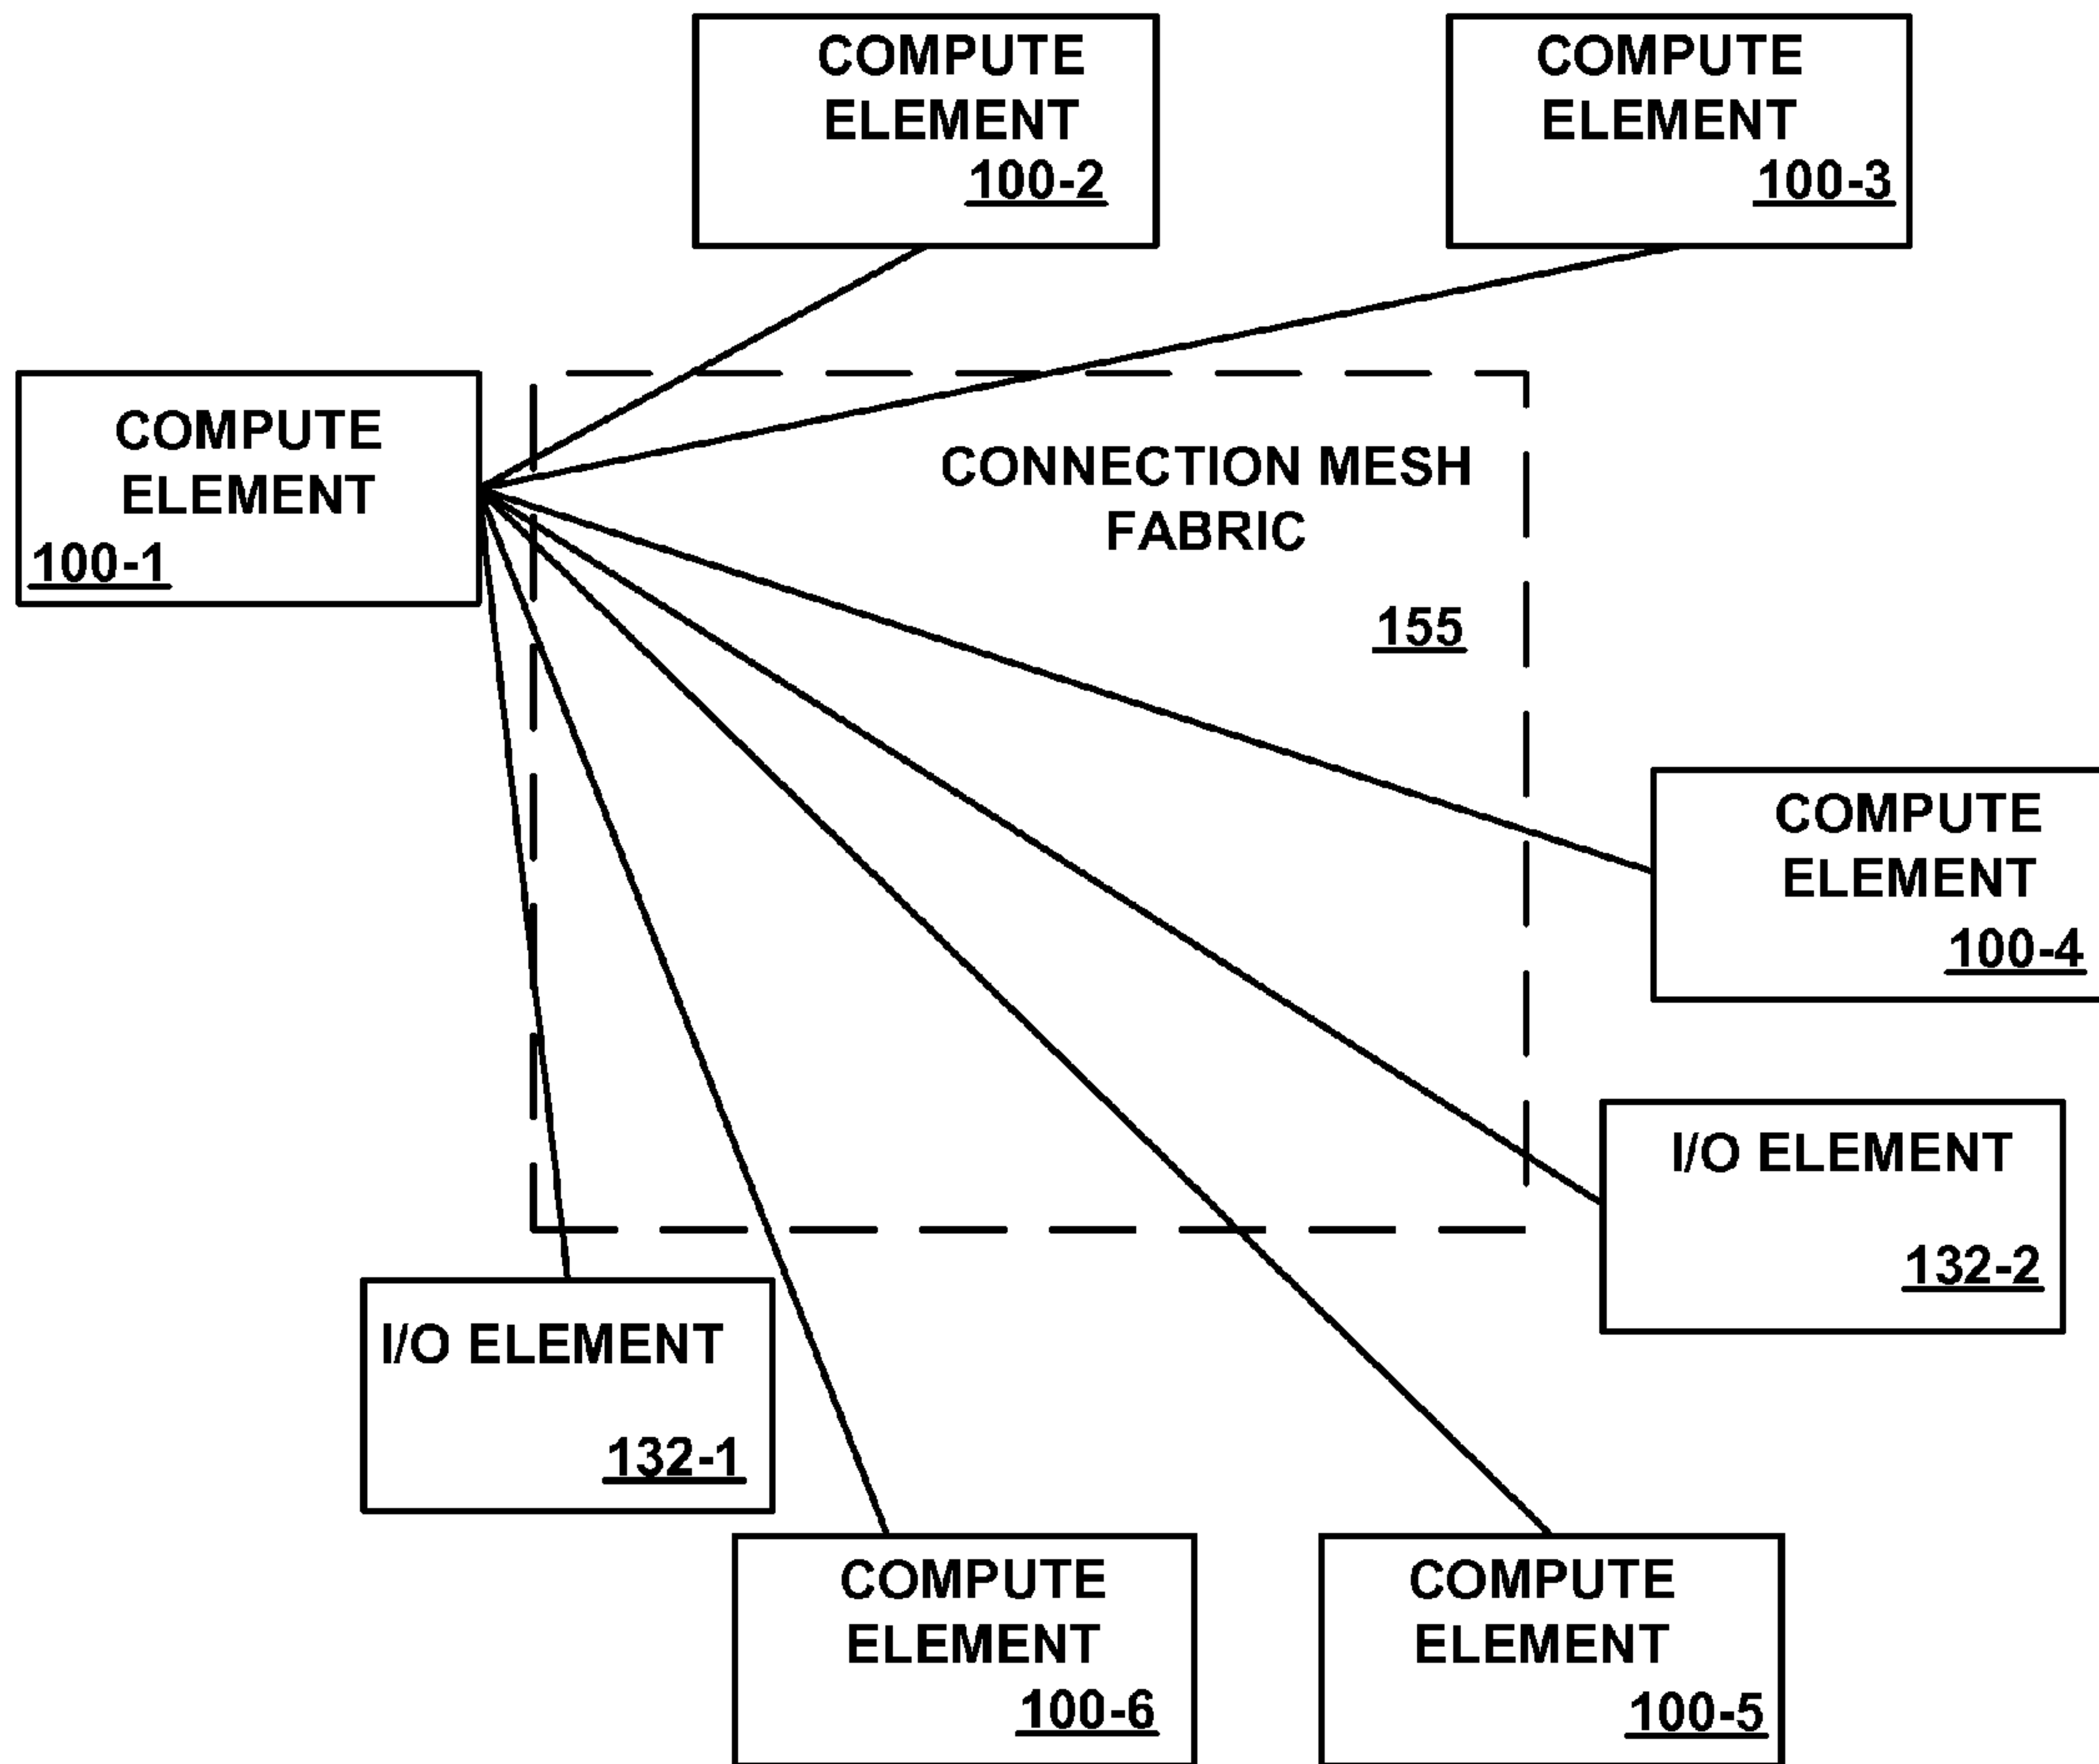 COMPUTE
ELEMENT
100-2
COMPUTE
ELEMENT
100-3
COMPUTE
ELEMENT
100-1
CONNECTION MESH
FABRIC
155
COMPUTE
ELEMENT
100-4
I/O ELEMENT
132-2
I/O ELEMENT
132-1
COMPUTE
ELEMENT
100-6
COMPUTE
ELEMENT
100-5